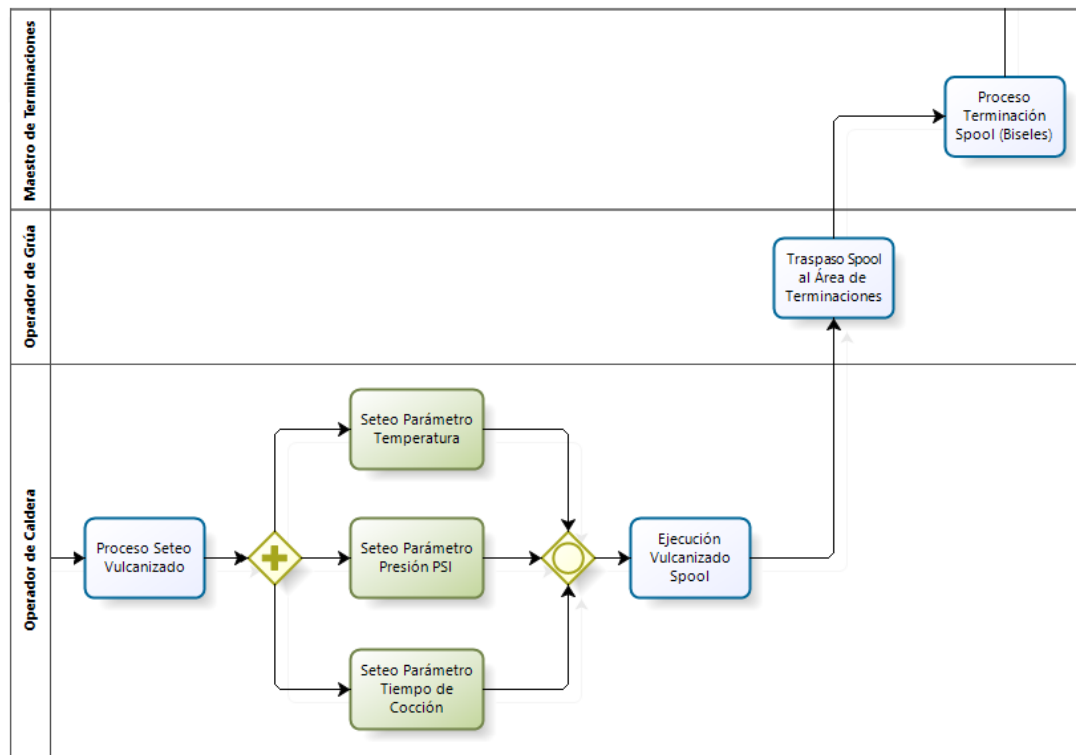 Maestro de Terminaciones
Proceso
Terminación
Spool (Biseles)
Operador de Grúa
Traspaso Spool
al Área de
Terminaciones
Operador de Caldera
Proceso Seteo
Vulcanizado
Seteo Parámetro
Temperatura
Seteo Parámetro
Presión PSI
Seteo Parámetro
Tiempo de
Cocción
Ejecución
Vulcanizado
Spool